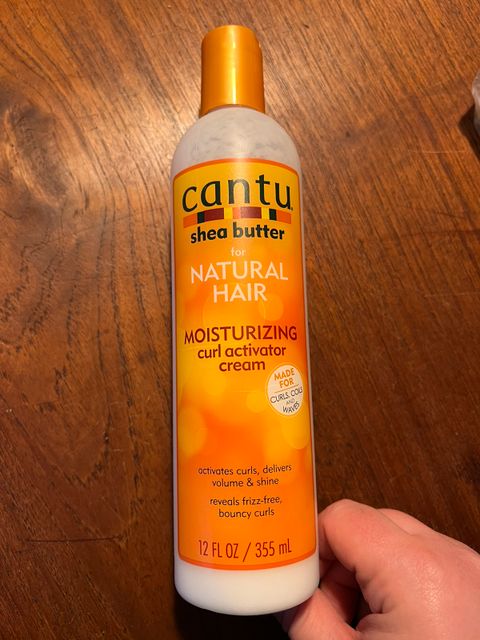 cantu
shea butter
for
NATURAL
HAIR
MOISTURIZING
curl activator
cream
MADE
FOR
CURLS, COILS
AND
WAVES
activates curls, delivers
volume & shine
reveals frizz-free,
bouncy curls
12 FL OZ / 355 mL